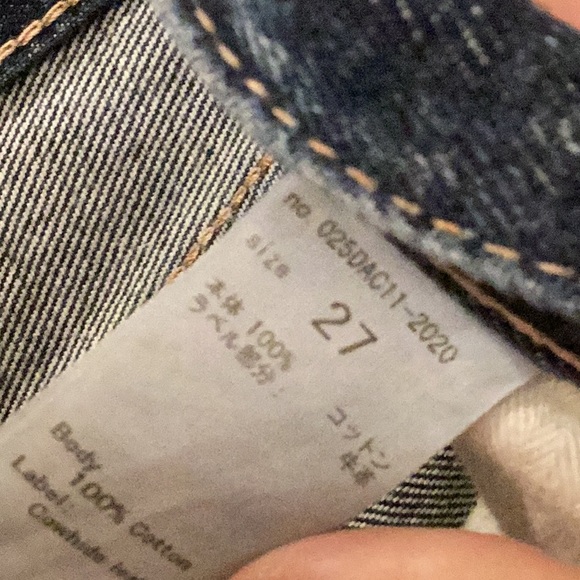 no 025DAC11-2020
size 27
本体 100% コットン
ラベル部分: 牛革
Body
100% Cotton
Label:
Cowhide